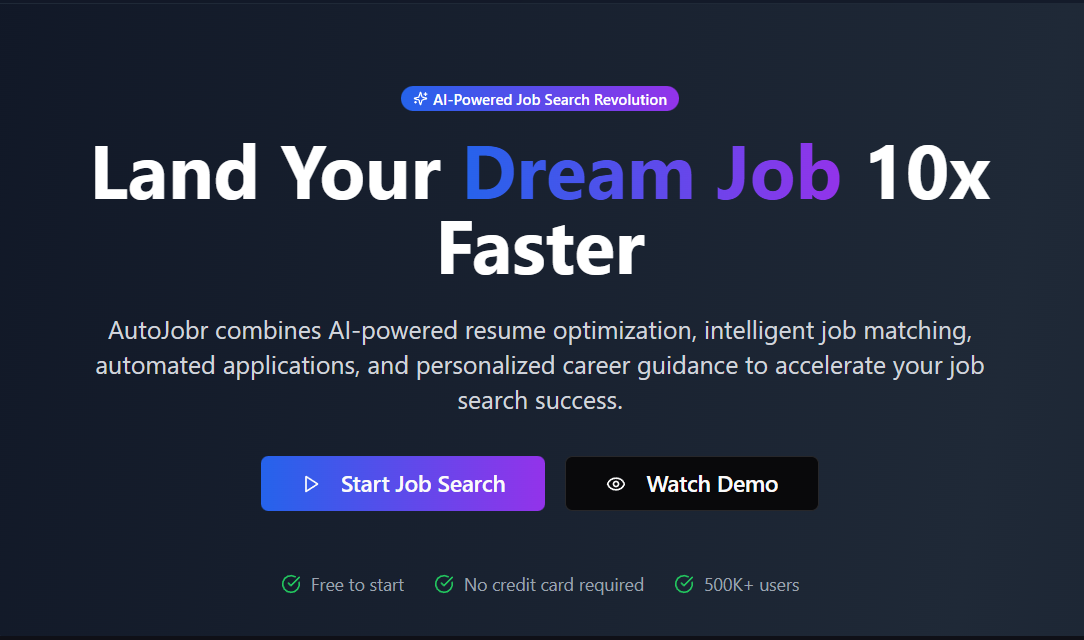 AI-Powered Job Search Revolution
Land Your Dream Job 10x
Faster
AutoJobr combines AI-powered resume optimization, intelligent job matching,
automated applications, and personalized career guidance to accelerate your job
search success.
Start Job Search
Watch Demo
Free to start
No credit card required
500K+ users